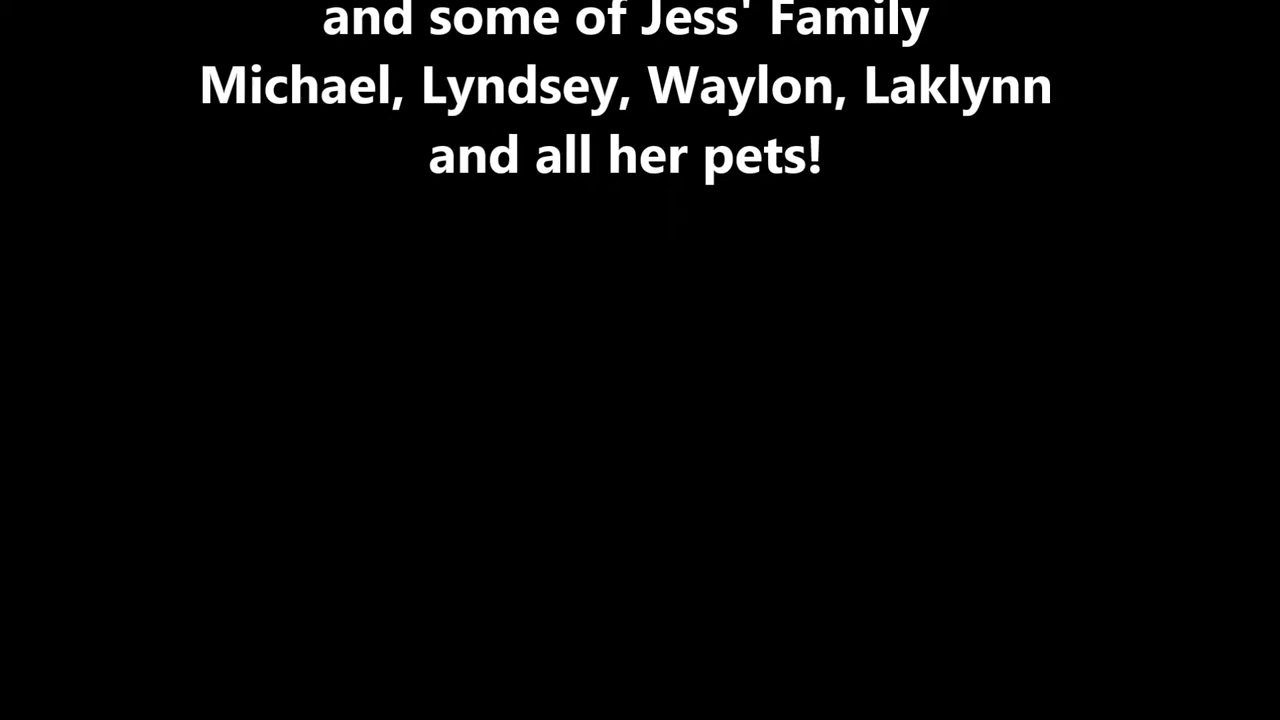 and some of Jess' Family
Michael, Lyndsey, Waylon, Laklynn
and all her pets!